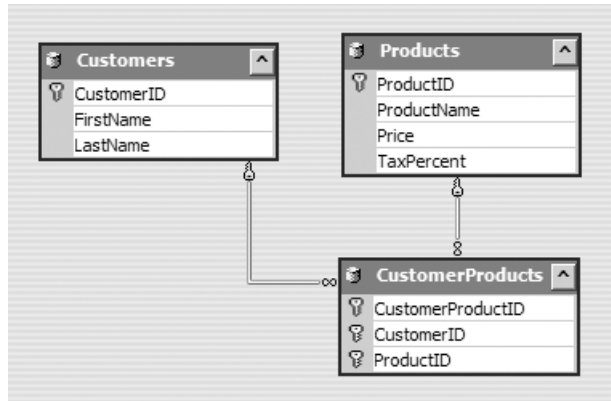 Customers
CustomerID
FirstName
LastName
Products
ProductID
ProductName
Price
TaxPercent
CustomerProducts
CustomerProductID
CustomerID
ProductID